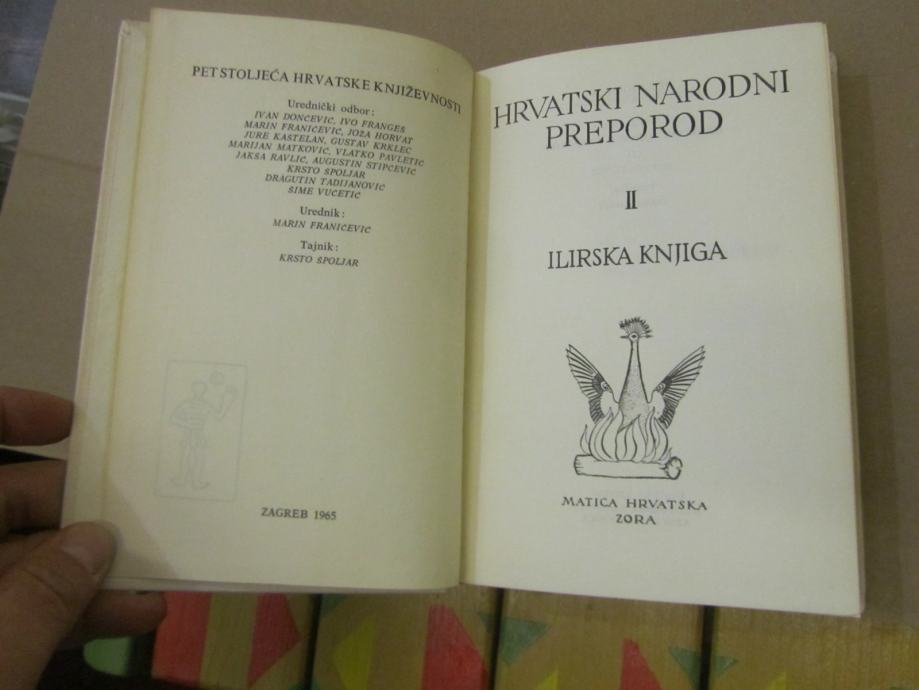 PET STOLJEĆA HRVATSKE KNJIŽEVNOSTI
Urednički odbor:
IVAN DONČEVIĆ, IVO FRANGEŠ
MARIN FRANIČEVIĆ, JOŽA HORVAT
JURE KAŠTELAN, GUSTAV KRKLEC
MARIJAN MATKOVIĆ, VLATKO PAVLETIĆ
JAKŠA RAVLIĆ, AUGUSTIN STIPČEVIĆ
KRSTO ŠPOLJAR
DRAGUTIN TADIJANOVIĆ
ŠIME VUČETIĆ
Urednik:
MARIN FRANIČEVIĆ
Tajnik:
KRSTO ŠPOLJAR
ZAGREB 1965
HRVATSKI NARODNI
PREPOROD
II
ILIRSKA KNJIGA
MATICA HRVATSKA
ZORA